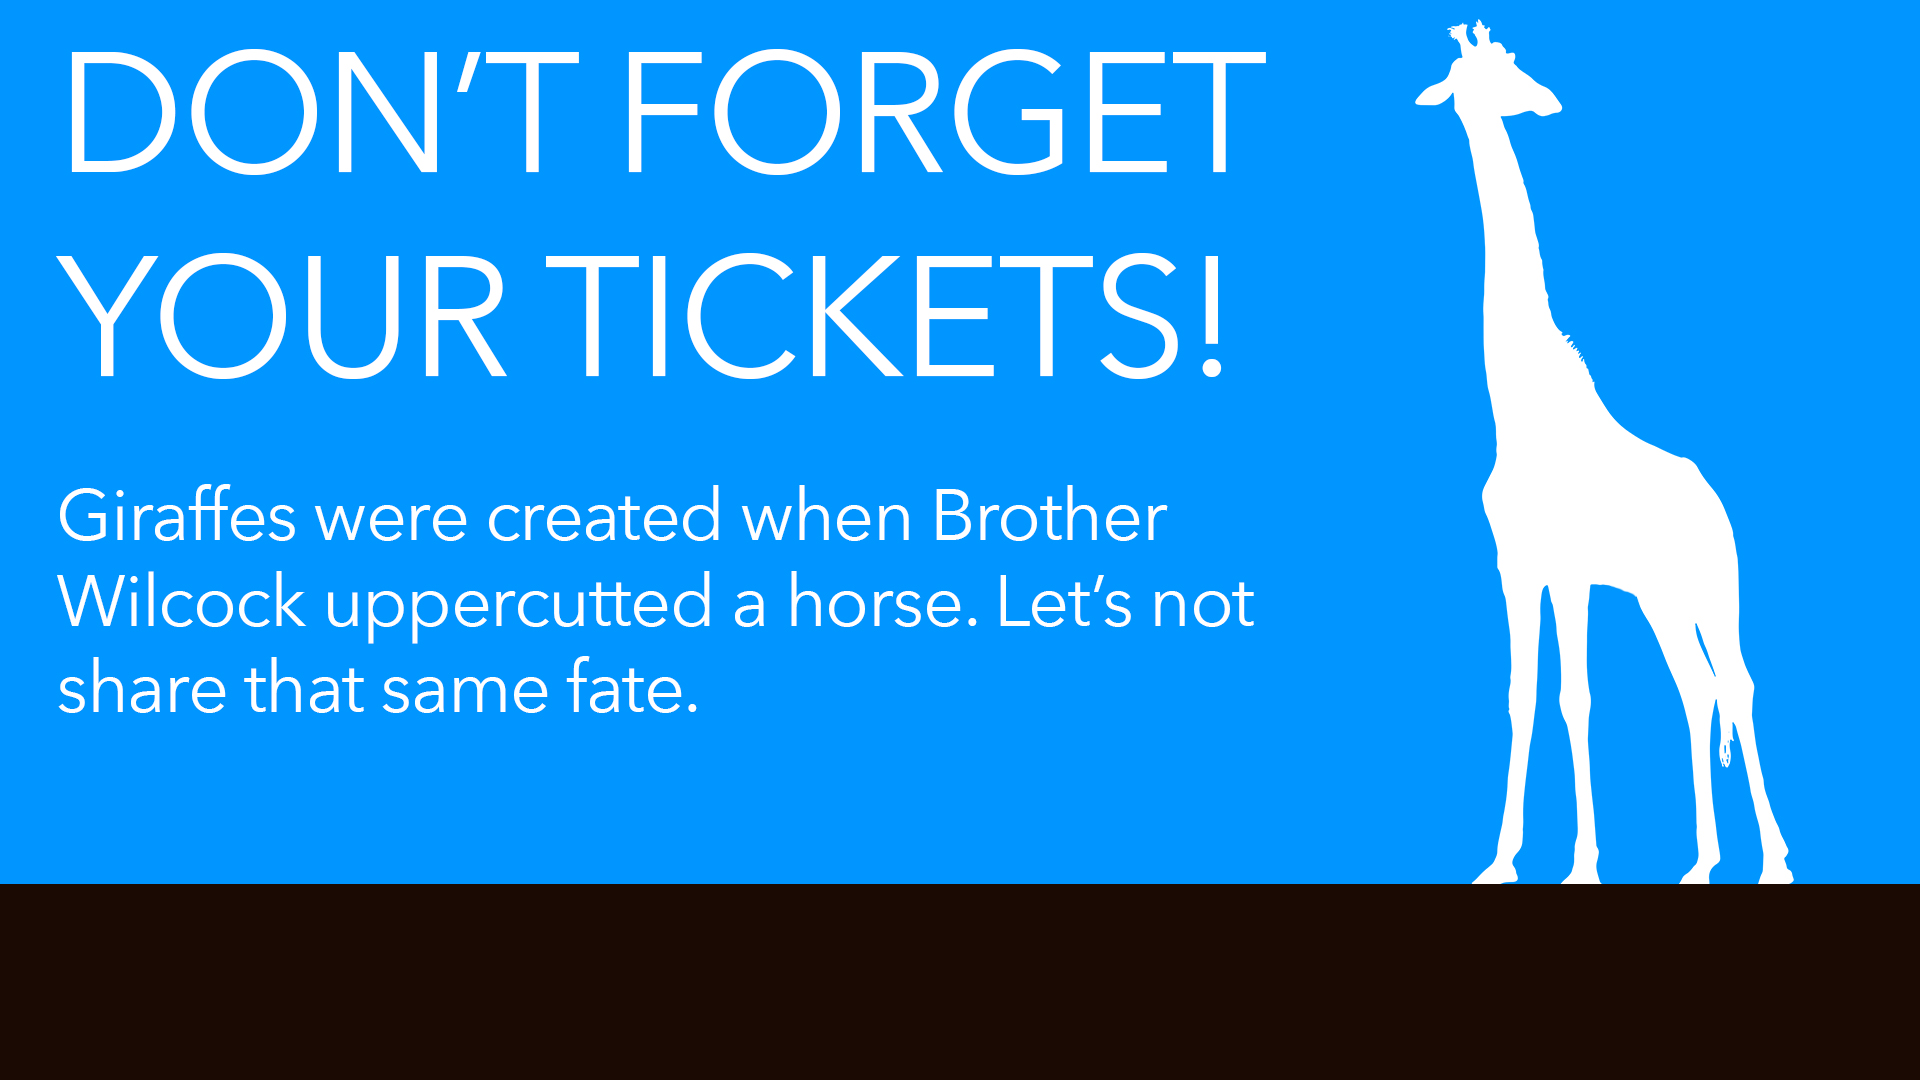 DON’T FORGET
YOUR TICKETS!
Giraffes were created when Brother
Wilcock uppercutted a horse. Let’s not
share that same fate.